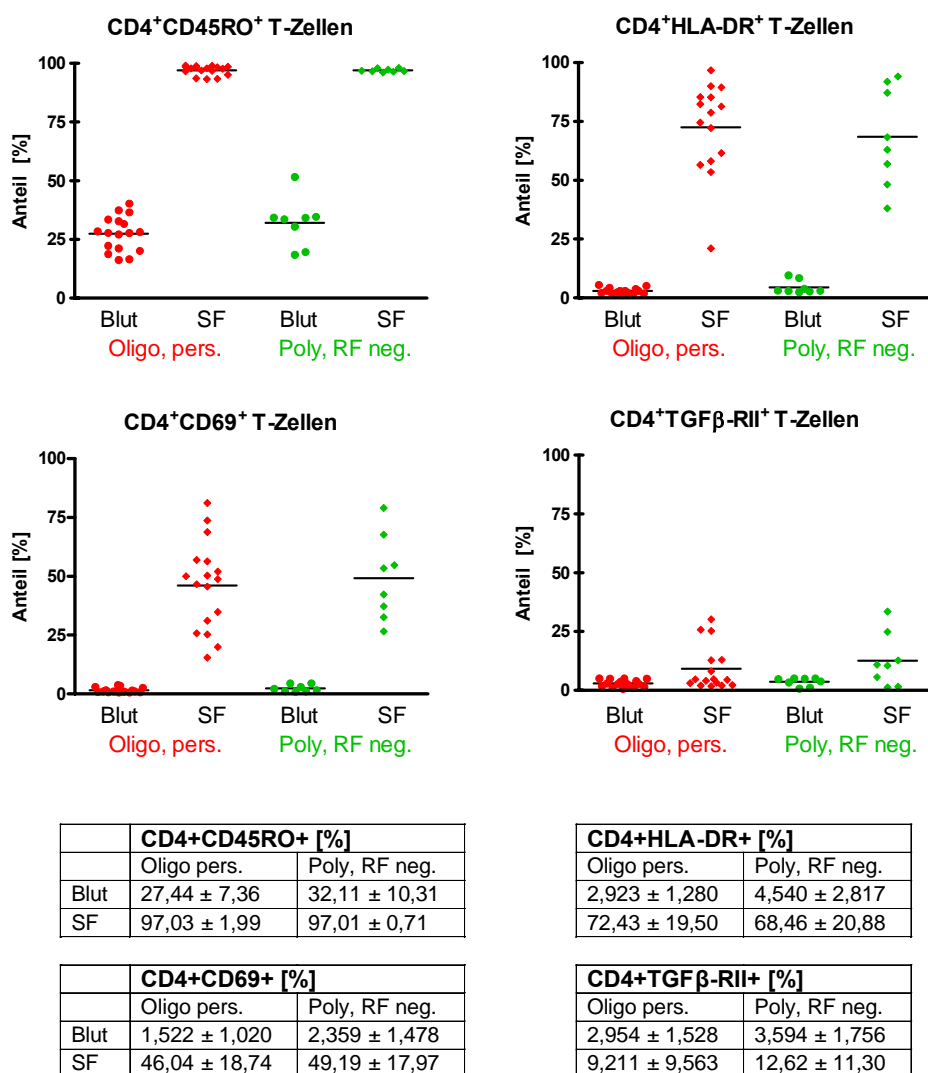 CD4+CD45RO+ T-Zellen
Anteil [%]
100
75
50
25
0
Blut SF Blut SF
Oligo, pers. Poly, RF neg.
CD4+HLA-DR+ T-Zellen
Anteil [%]
100
75
50
25
0
Blut SF Blut SF
Oligo, pers. Poly, RF neg.
CD4+CD69+ T-Zellen
Anteil [%]
100
75
50
25
0
Blut SF Blut SF
Oligo, pers. Poly, RF neg.
CD4+TGFβ-RII+ T-Zellen
Anteil [%]
100
75
50
25
0
Blut SF Blut SF
Oligo, pers. Poly, RF neg.
CD4+CD45RO+ [%]
Oligo pers. Poly, RF neg.
Blut 27,44 ± 7,36 32,11 ± 10,31
SF 97,03 ± 1,99 97,01 ± 0,71
CD4+HLA-DR+ [%]
Oligo pers. Poly, RF neg.
2,923 ± 1,280 4,540 ± 2,817
72,43 ± 19,50 68,46 ± 20,88
CD4+CD69+ [%]
Oligo pers. Poly, RF neg.
Blut 1,522 ± 1,020 2,359 ± 1,478
SF 46,04 ± 18,74 49,19 ± 17,97
CD4+TGFβ-RII+ [%]
Oligo pers. Poly, RF neg.
2,954 ± 1,528 3,594 ± 1,756
9,211 ± 9,563 12,62 ± 11,30